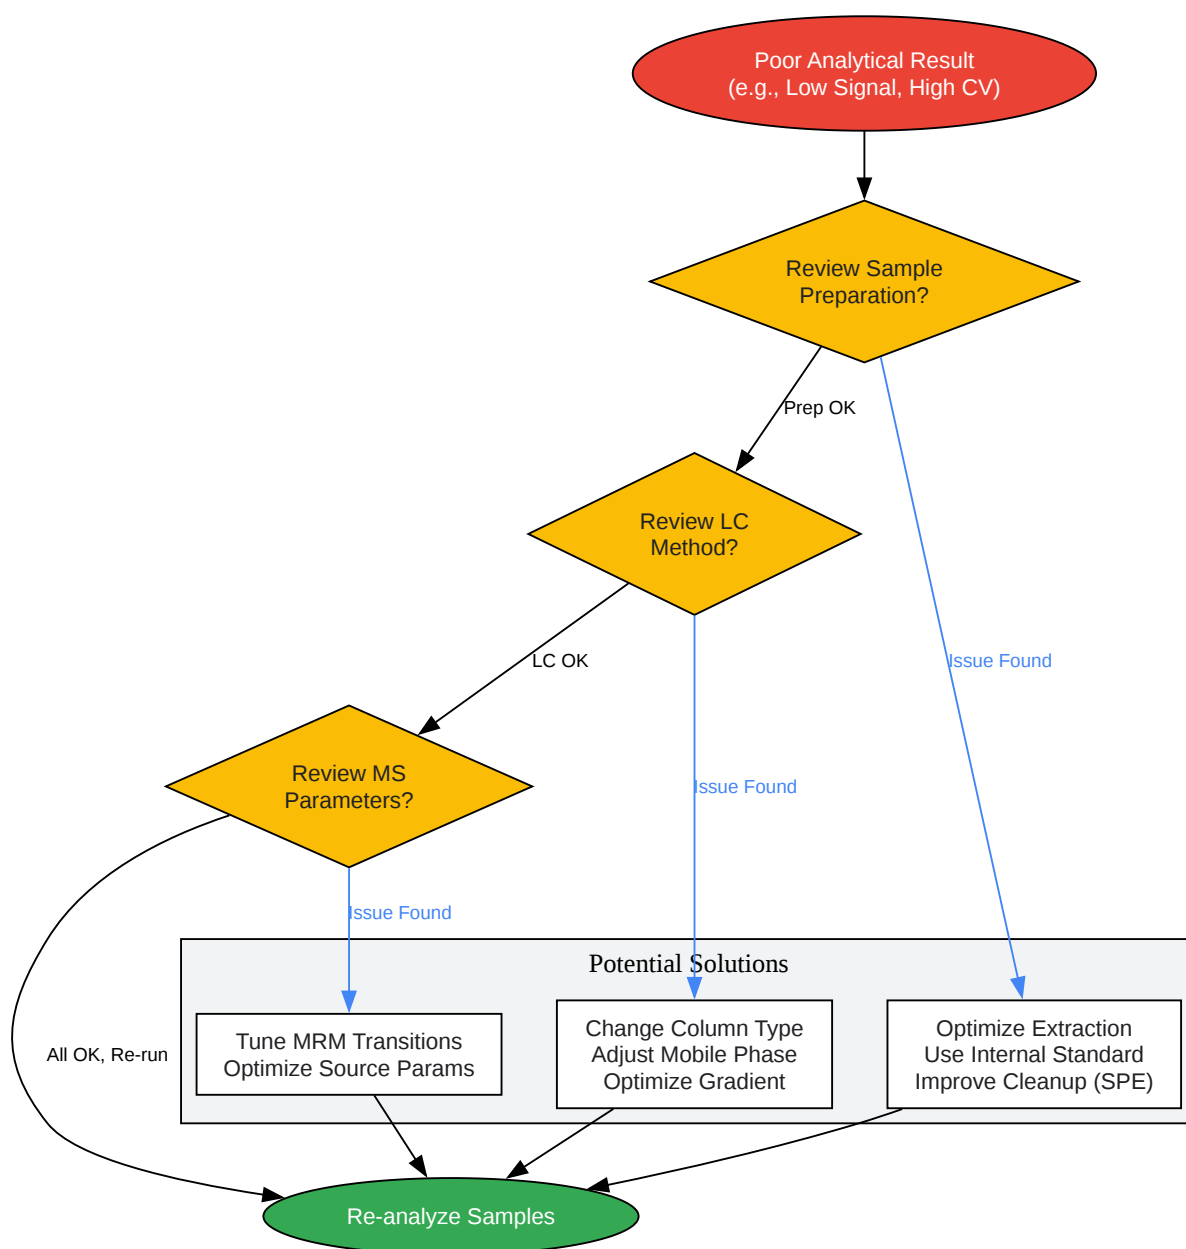 Poor Analytical Result
(e.g., Low Signal, High CV)
Review Sample
Preparation?
Prep OK
Review LC
Method?
LC OK
Issue Found
Review MS
Parameters?
Issue Found
Issue Found
Potential Solutions
Tune MRM Transitions
Optimize Source Params
Change Column Type
Adjust Mobile Phase
Optimize Gradient
Optimize Extraction
Use Internal Standard
Improve Cleanup (SPE)
All OK, Re-run
Re-analyze Samples